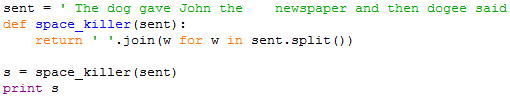 sent = ' The dog gave John the    newspaper and then dogee said
def space_killer(sent):
    return ' '.join(w for w in sent.split())

s = space_killer(sent)
print s